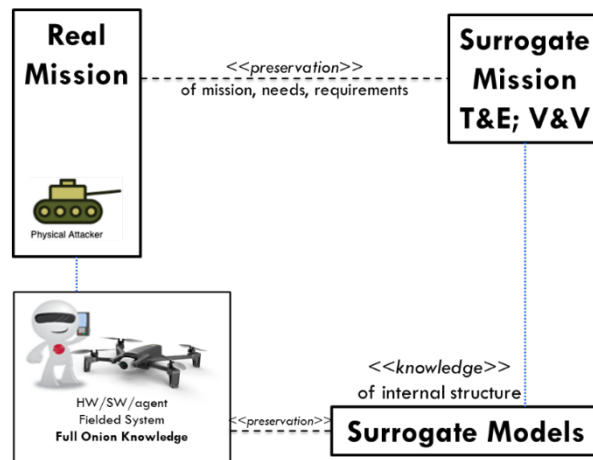 Real
Mission
<<preservation>>
of mission, needs, requirements
Surrogate
Mission
T&E; V&V
Physical Attacker
HW/SW/agent
Fielded System
Full Onion Knowledge
<<preservation>>
<<knowledge>>
of internal structure
Surrogate Models